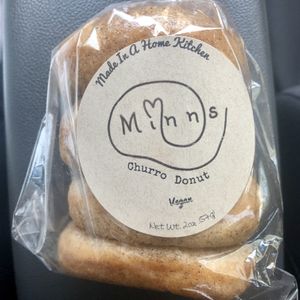 Made In A Home Kitchen
Minns
Churro Donut
Vegan
Net Wt. 2oz (57g)